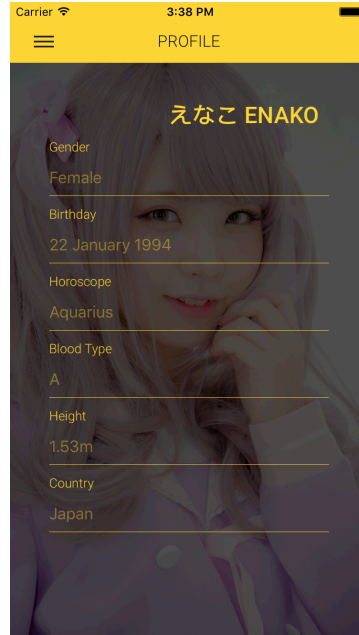 Carrier 3:38 PM
PROFILE
えなこ ENAKO
Gender
Female
Birthday
22 January 1994
Horoscope
Aquarius
Blood Type
A
Height
1.53m
Country
Japan